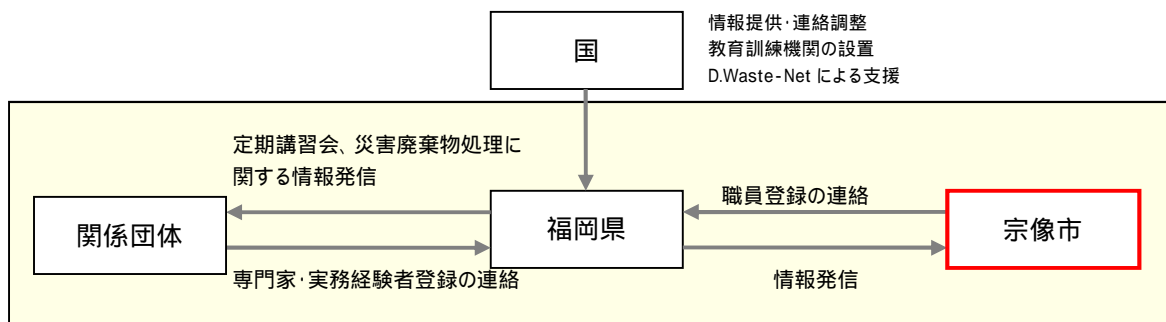 国
情報提供・連絡調整
教育訓練機関の設置
D.Waste-Net による支援
定期講習会、災害廃棄物処理に
関する情報発信
職員登録の連絡
関係団体
福岡県
宗像市
専門家・実務経験者登録の連絡
情報発信